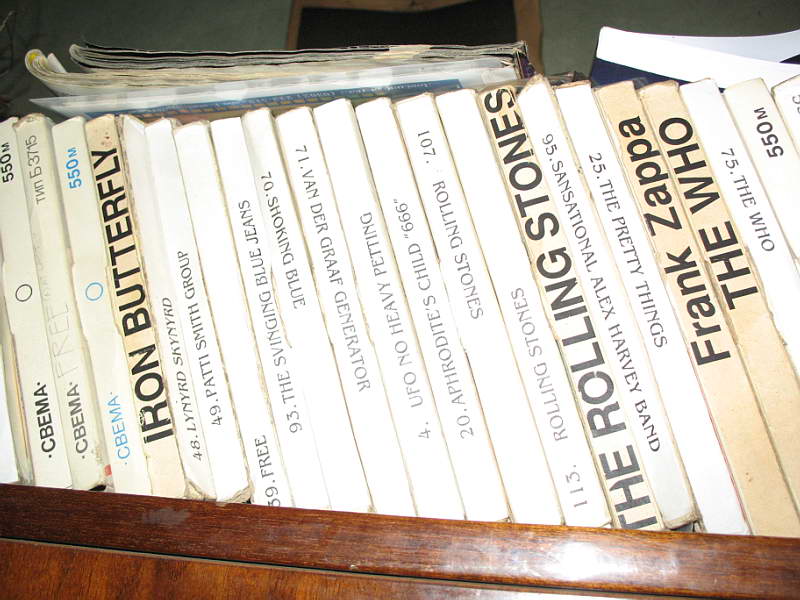 550м
СВЕМА
ТИП Б3715
СВЕМА
FREE
550м
СВЕМА
IRON BUTTERFLY
48. LYNYRD SKYNYRD
49. PATTI SMITH GROUP
39. FREE
93. THE SVINGING BLUE JEANS
70. SHOKING BLUE
71. VAN DER GRAAF GENERATOR
4. UFO NO HEAVY PETTING
20. APHRODITE'S CHILD "666"
107. ROLLING STONES
113. ROLLING STONES
THE ROLLING STONES
95. SANSATIONAL ALEX HARVEY BAND
25. THE PRETTY THINGS
Frank Zappa
THE WHO
75. THE WHO
550м